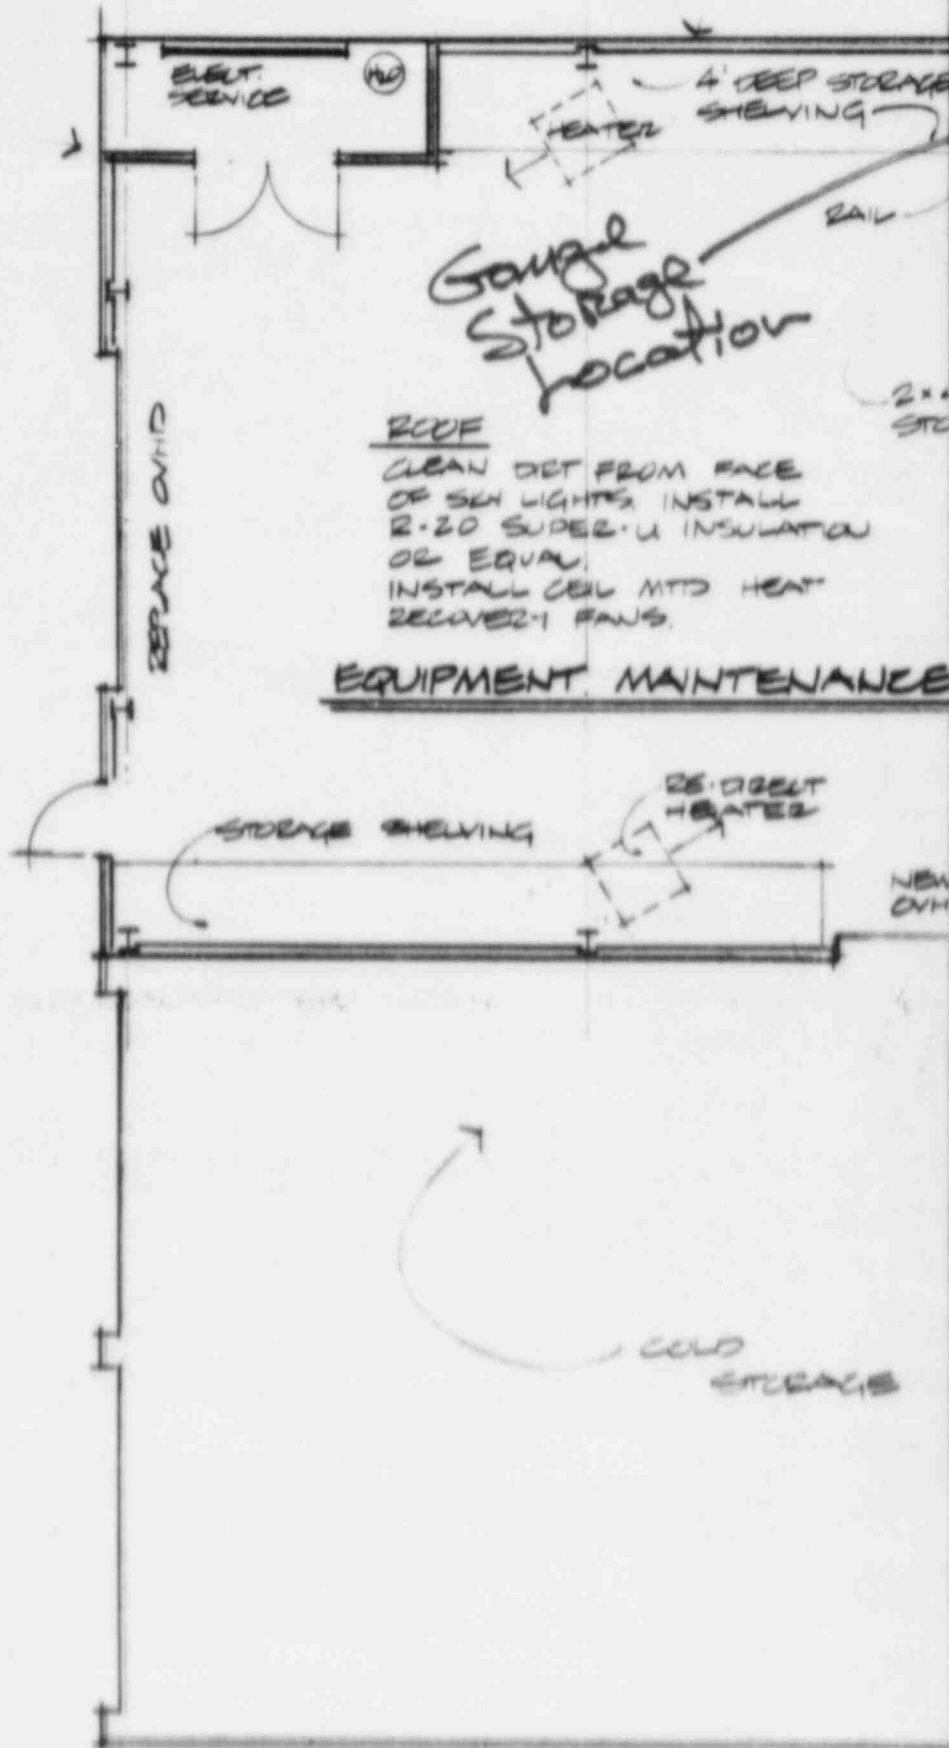 ELECT.
SERVICE
H2O
4' DEEP STORAGE
SHELVING
HEATER
RAIL
Gauge
Storage
Location
ROOF
CLEAN DIRT FROM FACE
OF SKY LIGHTS, INSTALL
R-20 SUPER-U INSULATION
OR EQUAL.
INSTALL CEIL MTD HEAT
RECOVERY FANS.
REPLACE OVHD
EQUIPMENT MAINTENANCE
RE-DIRECT
HEATER
STORAGE SHELVING
NEW
OVH
COLD
STORAGE